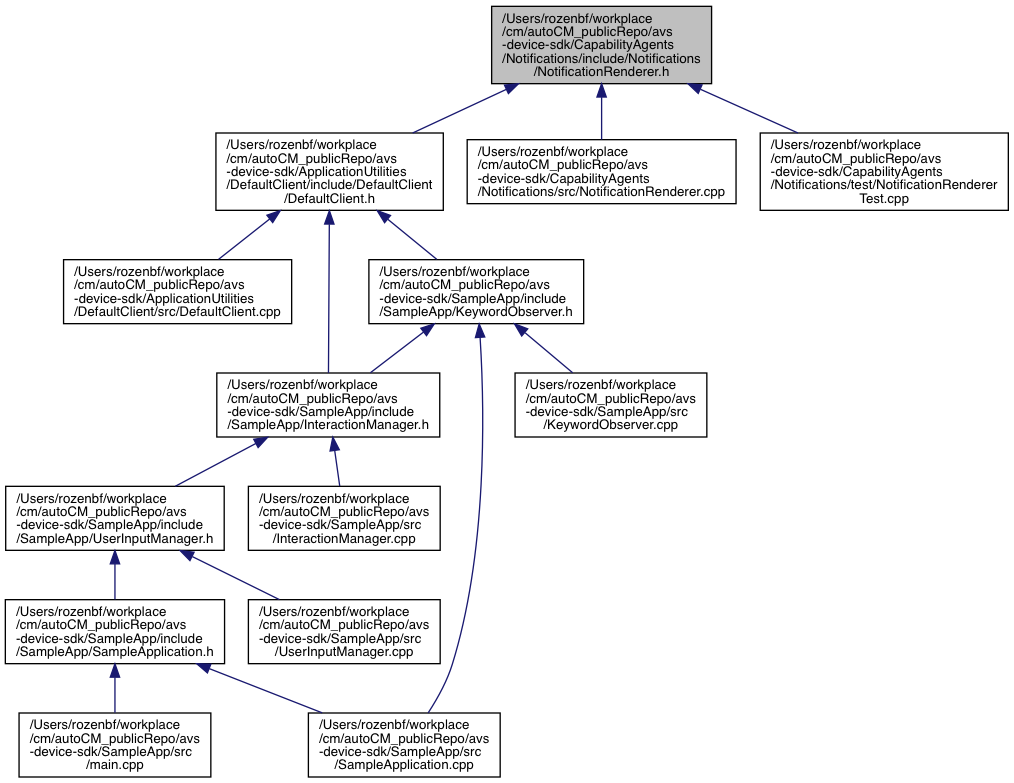 /Users/rozenbf/workplace
/cm/autoCM_publicRepo/avs
-device-sdk/CapabilityAgents
/Notifications/include/Notifications
/NotificationRenderer.h
/Users/rozenbf/workplace
/cm/autoCM_publicRepo/avs
-device-sdk/ApplicationUtilities
/DefaultClient/include/DefaultClient
/DefaultClient.h
/Users/rozenbf/workplace
/cm/autoCM_publicRepo/avs
-device-sdk/CapabilityAgents
/Notifications/src/NotificationRenderer.cpp
/Users/rozenbf/workplace
/cm/autoCM_publicRepo/avs
-device-sdk/CapabilityAgents
/Notifications/test/NotificationRenderer
Test.cpp
/Users/rozenbf/workplace
/cm/autoCM_publicRepo/avs
-device-sdk/ApplicationUtilities
/DefaultClient/src/DefaultClient.cpp
/Users/rozenbf/workplace
/cm/autoCM_publicRepo/avs
-device-sdk/SampleApp/include
/SampleApp/KeywordObserver.h
/Users/rozenbf/workplace
/cm/autoCM_publicRepo/avs
-device-sdk/SampleApp/include
/SampleApp/InteractionManager.h
/Users/rozenbf/workplace
/cm/autoCM_publicRepo/avs
-device-sdk/SampleApp/src
/KeywordObserver.cpp
/Users/rozenbf/workplace
/cm/autoCM_publicRepo/avs
-device-sdk/SampleApp/include
/SampleApp/UserInputManager.h
/Users/rozenbf/workplace
/cm/autoCM_publicRepo/avs
-device-sdk/SampleApp/src
/InteractionManager.cpp
/Users/rozenbf/workplace
/cm/autoCM_publicRepo/avs
-device-sdk/SampleApp/include
/SampleApp/SampleApplication.h
/Users/rozenbf/workplace
/cm/autoCM_publicRepo/avs
-device-sdk/SampleApp/src
/UserInputManager.cpp
/Users/rozenbf/workplace
/cm/autoCM_publicRepo/avs
-device-sdk/SampleApp/src
/main.cpp
/Users/rozenbf/workplace
/cm/autoCM_publicRepo/avs
-device-sdk/SampleApp/src
/SampleApplication.cpp